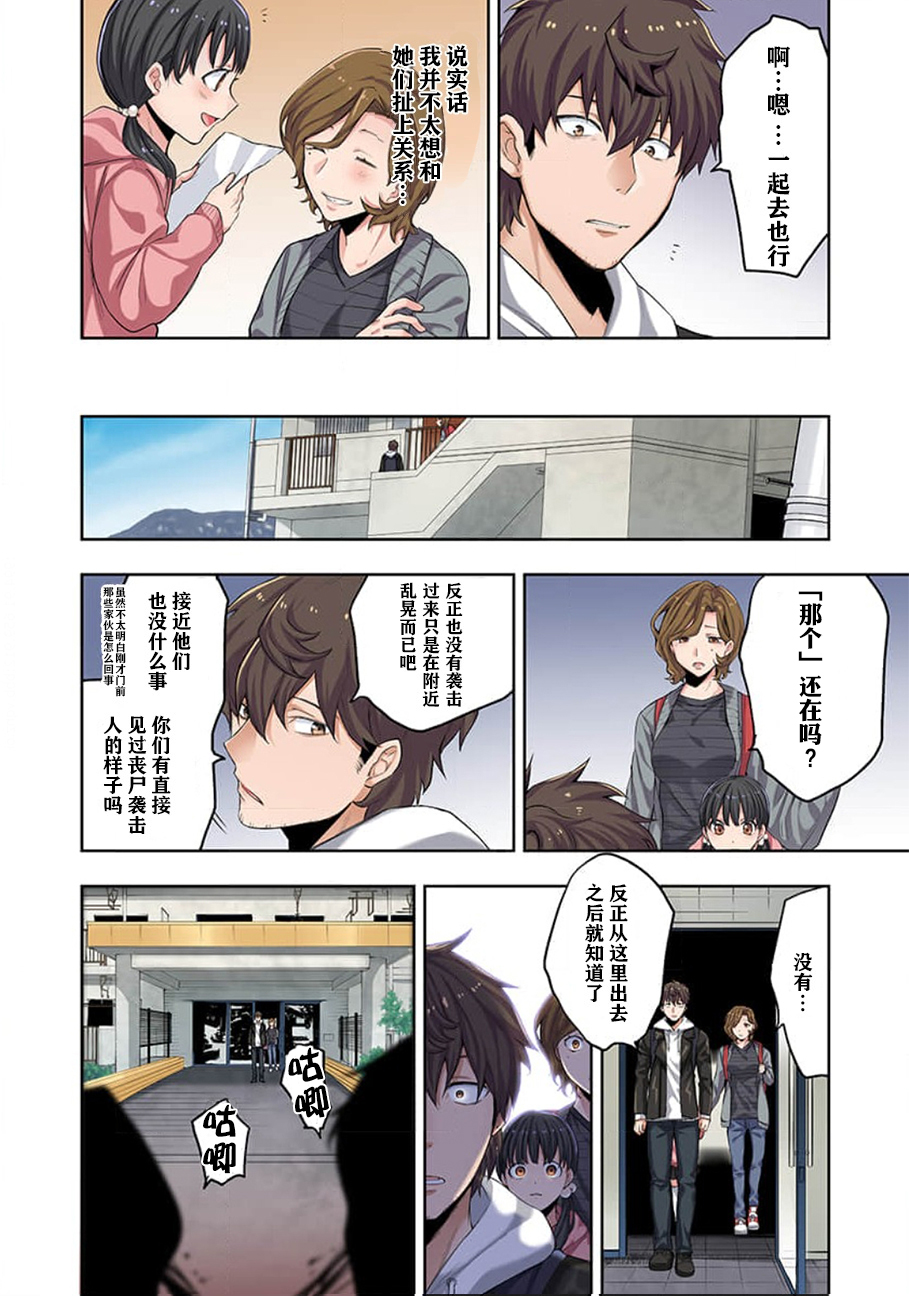 啊…嗯…一起去也行
说实话
我并不太想和
她们扯上关系…
「那个」还在吗？
反正也没有袭击
过来只是在附近
乱晃而已吧
接近他们
也没什么事
虽然不太明白刚才门前
那些家伙是怎么回事
你们有直接
见过丧尸袭击
人的样子吗
没有…
反正从这里出去
之后就知道了
咕唧
咕唧